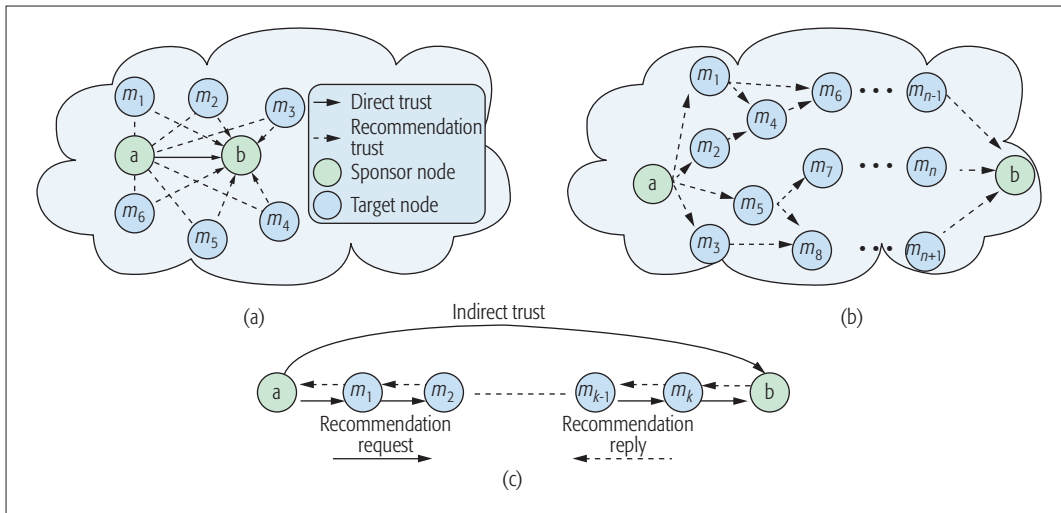 m1
m2
m3
a
b
m6
m5
m4
Direct trust
Recommendation
trust
Sponsor node
Target node
(a)
m1
m2
m4
m6
•••
mn-1
a
m5
m7
•••
mn
b
m3
m8
•••
mn+1
(b)
Indirect trust
a
m1
m2
mk-1
mk
b
Recommendation
request
Recommendation
reply
(c)